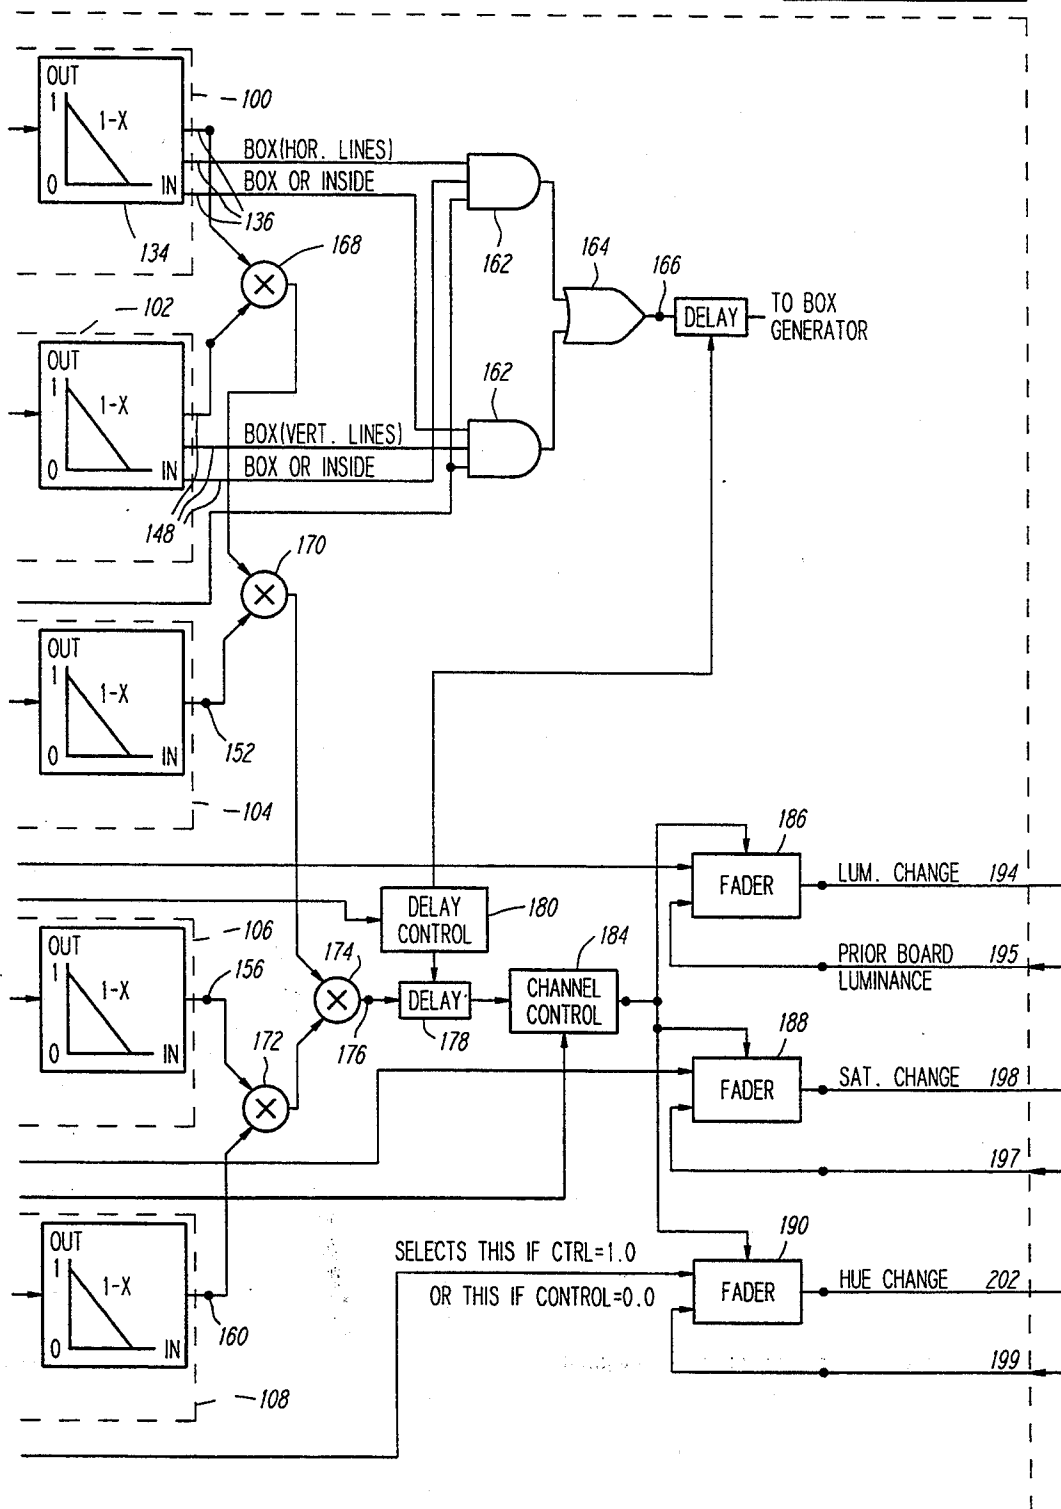 OUT
1
1-X
0
IN
100
134
BOX(HOR. LINES)
BOX OR INSIDE
136
168
162
164
166
DELAY
TO BOX
GENERATOR
102
OUT
1
1-X
0
IN
148
BOX(VERT. LINES)
BOX OR INSIDE
162
170
OUT
1
1-X
0
IN
152
104
186
FADER
LUM. CHANGE
194
DELAY
CONTROL
180
PRIOR BOARD
LUMINANCE
195
OUT
1
1-X
0
IN
106
156
174
176
DELAY
178
184
CHANNEL
CONTROL
172
188
FADER
SAT. CHANGE
198
197
OUT
1
1-X
0
IN
160
108
SELECTS THIS IF CTRL=1.0
OR THIS IF CONTROL=0.0
190
FADER
HUE CHANGE
202
199